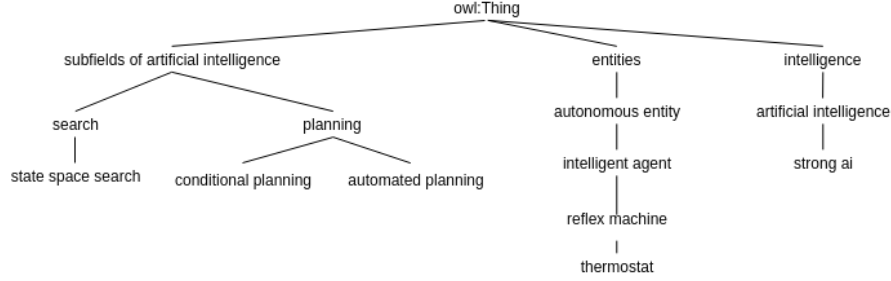 owl:Thing
subfields of artificial intelligence entities intelligence
autonomous entity artificial intelligence
search planning
intelligent agent strong ai
state space search conditional planning automated planning
reflex machine
thermostat